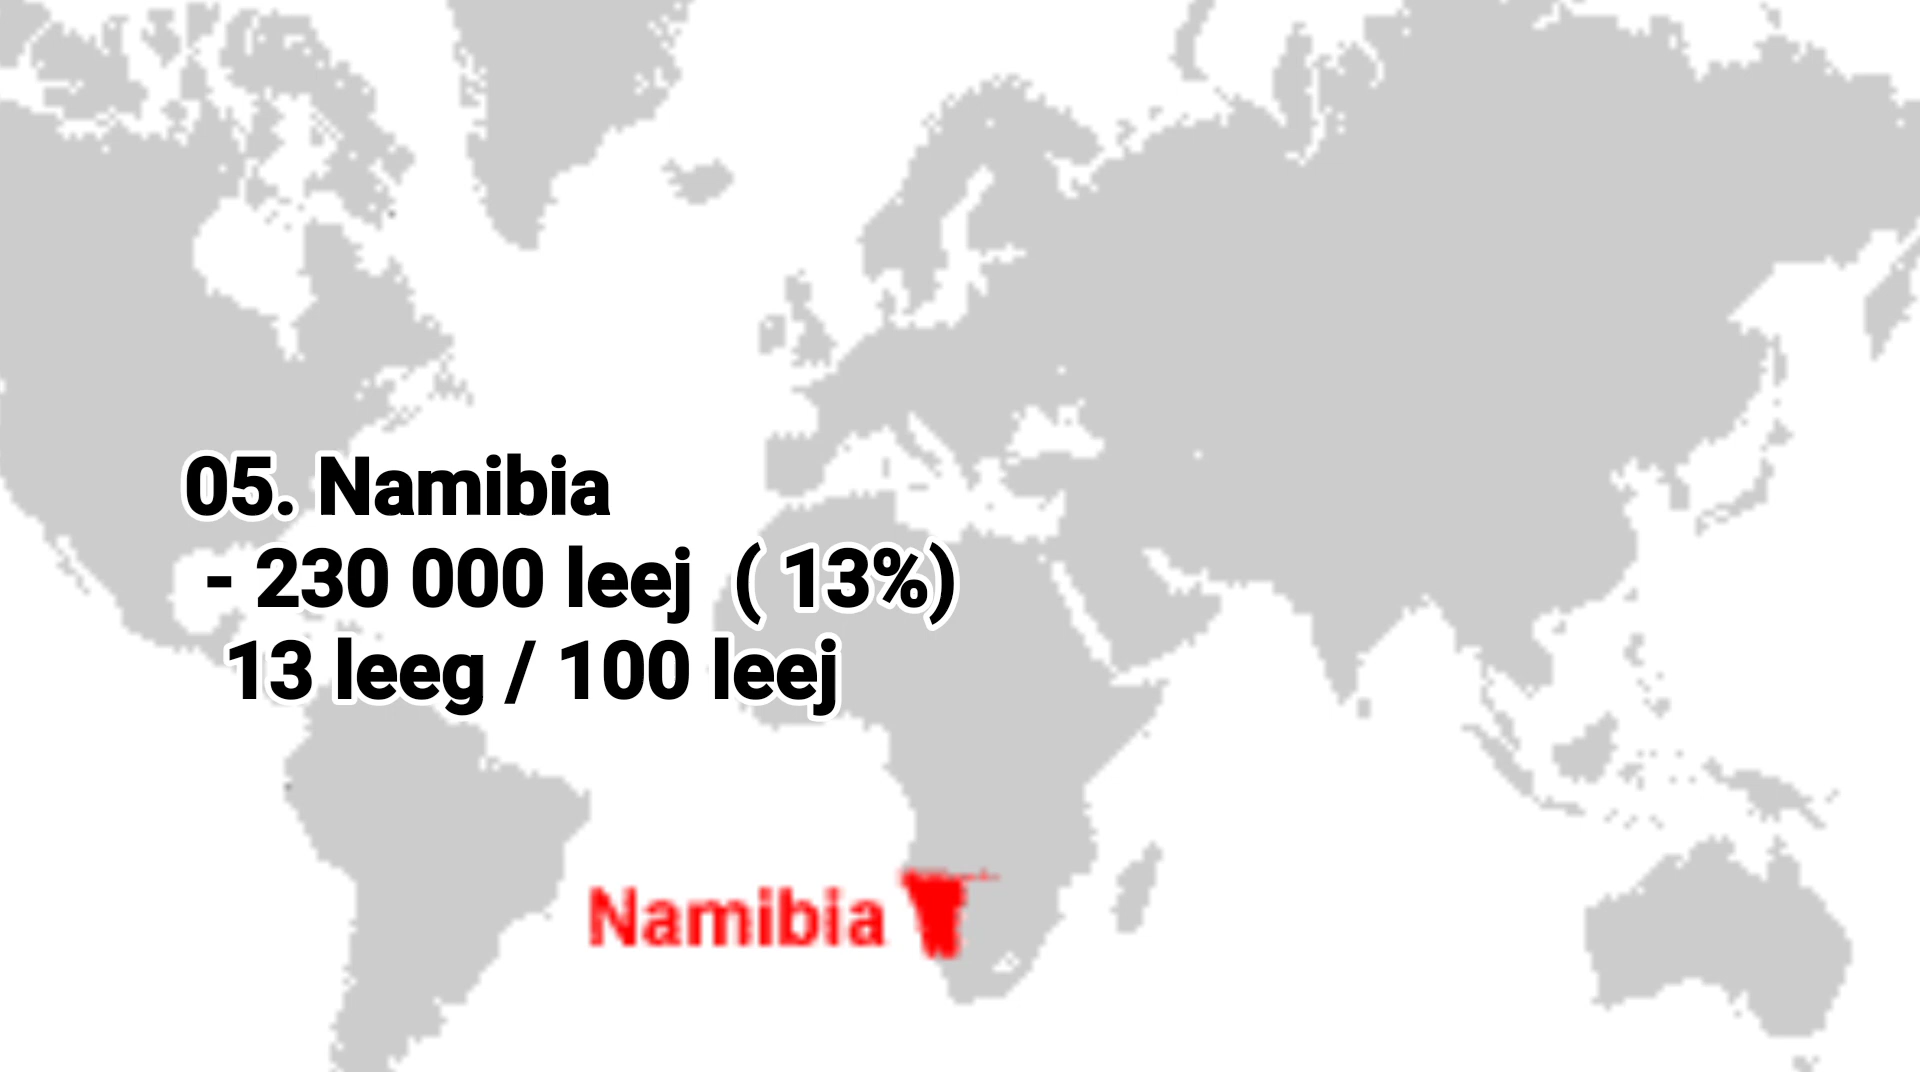 05. Namibia
- 230 000 leej ( 13%)
13 leeg / 100 leej
Namibia